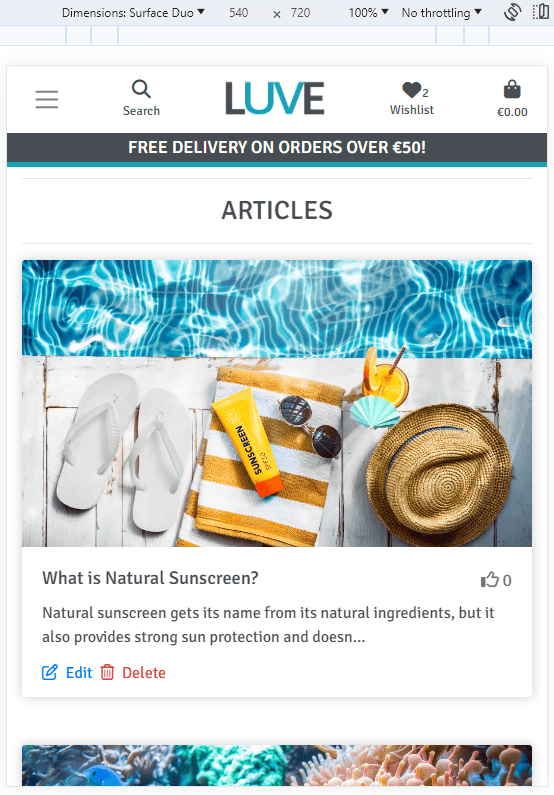 Dimensions: Surface Duo 540 x 720 100% No throttling
Search
LUVE
2
Wishlist
€0.00
FREE DELIVERY ON ORDERS OVER €50!
ARTICLES
SUNSCREEN
What is Natural Sunscreen?
0
Natural sunscreen gets its name from its natural ingredients, but it
also provides strong sun protection and doesn...
Edit Delete